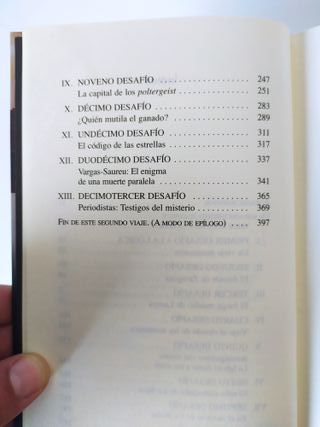 IX. NOVENO DESAFÍO . . . . . . . . . . . . . . . . . . . 247
La capital de los poltergeist . . . . . . . . . . . . . . 251
X. DÉCIMO DESAFÍO . . . . . . . . . . . . . . . . . . . 283
¿Quién mutila el ganado? . . . . . . . . . . . . . . . 289
XI. UNDÉCIMO DESAFÍO . . . . . . . . . . . . . . . . 311
El código de las estrellas . . . . . . . . . . . . . . . . 317
XII. DUODÉCIMO DESAFÍO . . . . . . . . . . . . . . . 337
Vargas-Saureu: El enigma
de una muerte paralela . . . . . . . . . . . . . . . . . 341
XIII. DECIMOTERCER DESAFÍO . . . . . . . . . . . . 365
Periodistas: Testigos del misterio . . . . . . . . . . 369
FIN DE ESTE SEGUNDO VIAJE. (A MODO DE EPÍLOGO) . . 397